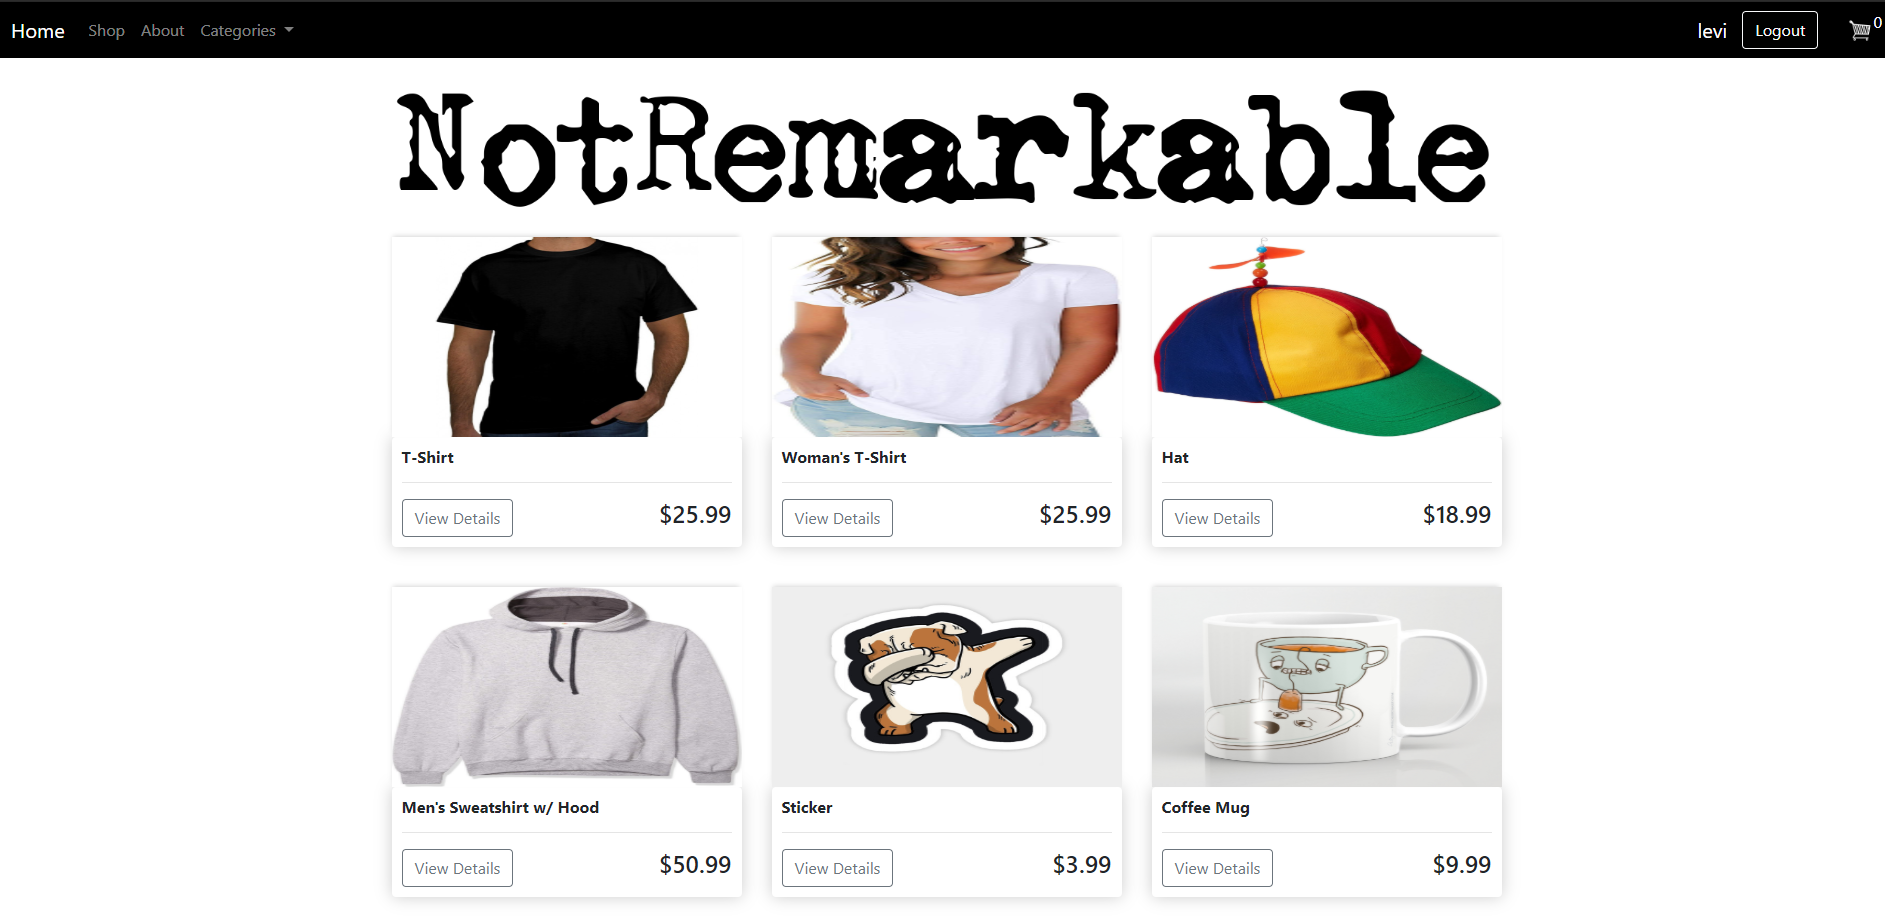 Home Shop About Categories levi Logout 0
NotRemarkable
T-Shirt Woman's T-Shirt Hat
View Details $25.99 View Details $25.99 View Details $18.99
Men's Sweatshirt w/ Hood Sticker Coffee Mug
View Details $50.99 View Details $3.99 View Details $9.99